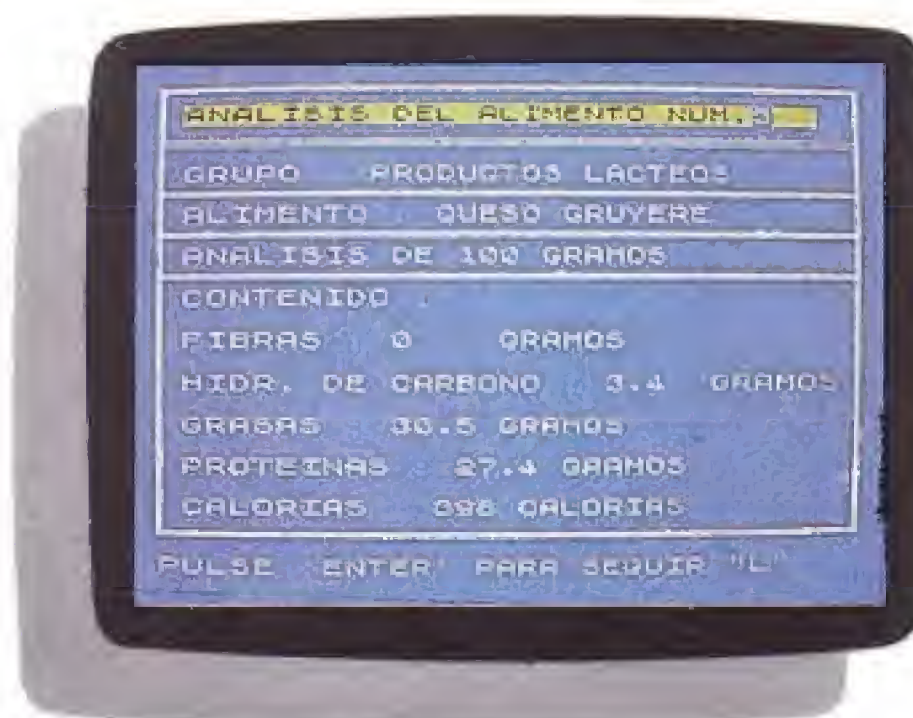 ANALISIS DEL ALIMENTO NUM.
GRUPO PRODUCTOS LACTEOS
ALIMENTO . QUESO GRUYERE
ANALISIS DE 100 GRAMOS
CONTENIDO .
FIBRAS 0 GRAMOS
HIDR. DE CARBONO 3.4 GRAMOS
GRASAS 30.5 GRAMOS
PROTEINAS 27.4 GRAMOS
CALORIAS 398 CALORIAS
PULSE ENTER PARA SEGUIR "L"